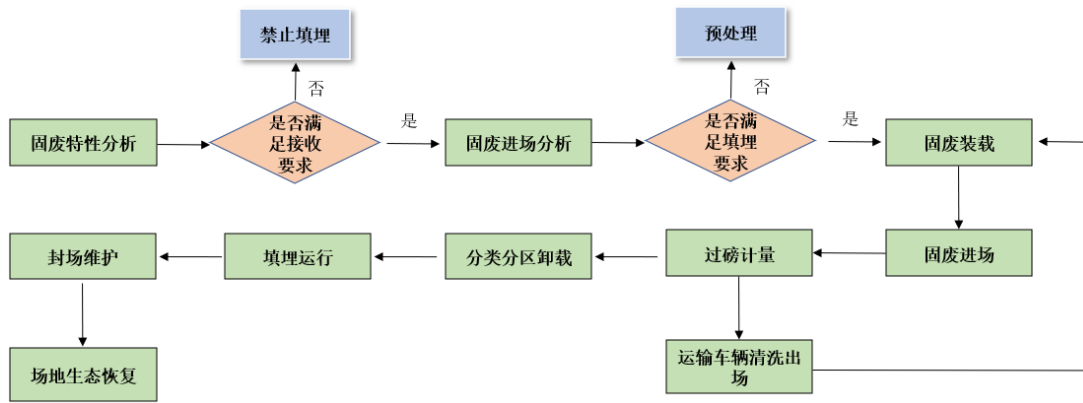 禁止填埋
预处理
否
否
固废特性分析
是否满
足接收
要求
是
固废进场分析
是否满
足填埋
要求
是
固废装载
封场维护
填埋运行
分类分区卸载
过磅计量
固废进场
场地生态恢复
运输车辆清洗出
场